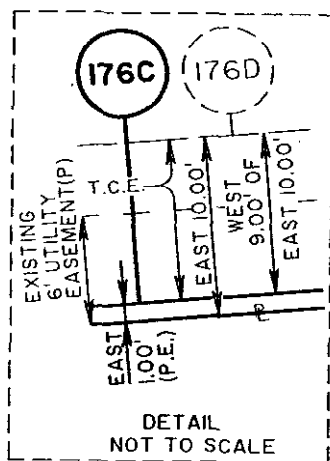 176C
176D
T.C.E.
EXISTING
6' UTILITY
EASEMENT(P)
EAST 10.00'
WEST
9.00' OF
EAST 10.00'
EAST
1.00'
(P.E.)
DETAIL
NOT TO SCALE